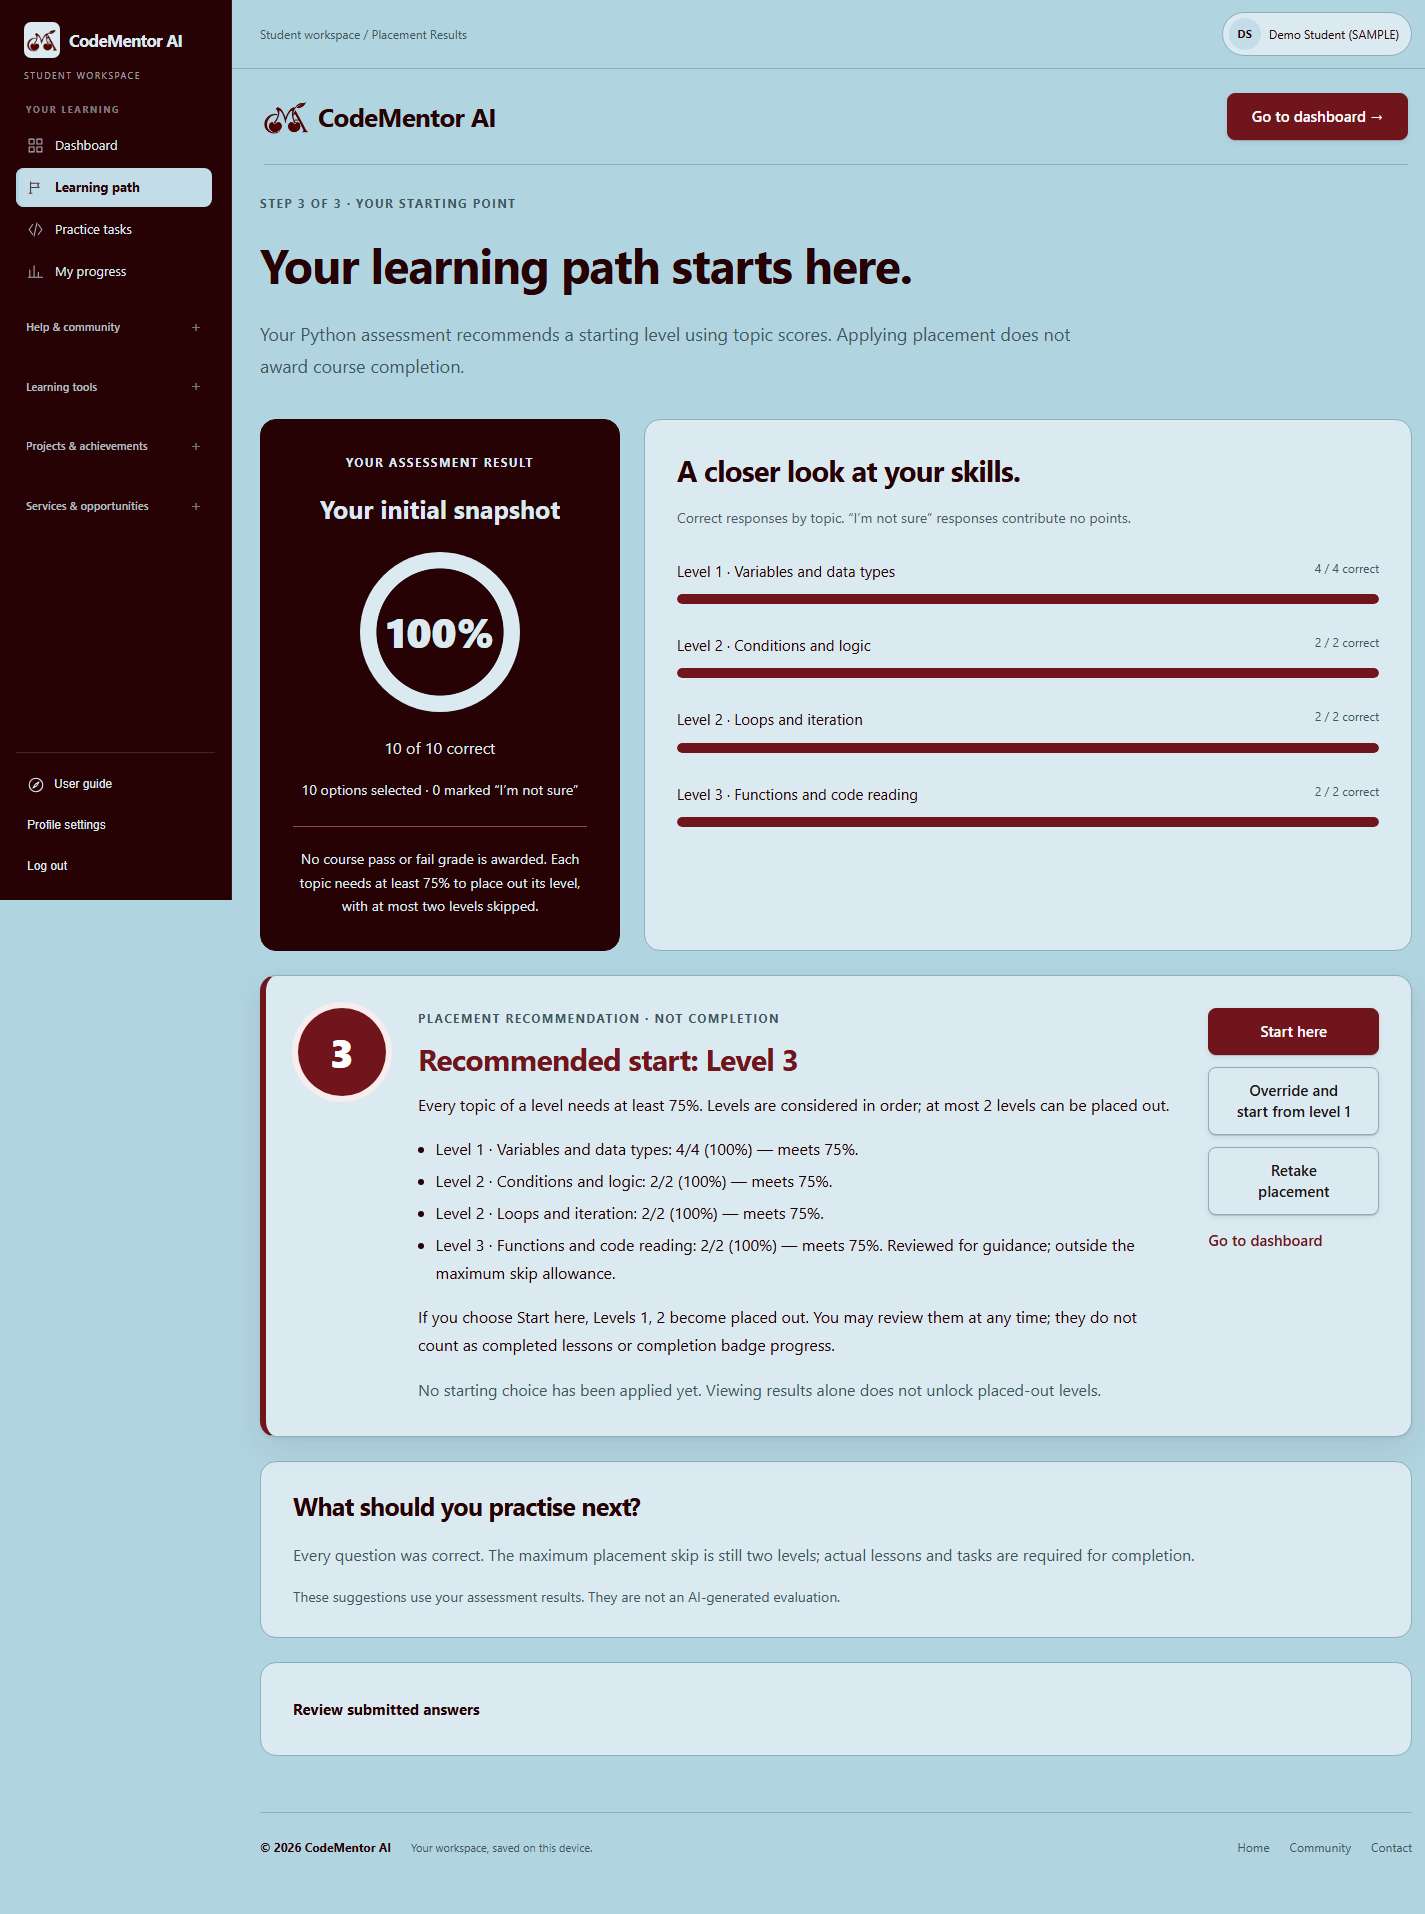 CodeMentor AI
STUDENT WORKSPACE
YOUR LEARNING
Dashboard
Learning path
Practice tasks
My progress
Help & community +
Learning tools +
Projects & achievements +
Services & opportunities +
User guide
Profile settings
Log out
Student workspace / Placement Results
DS Demo Student (SAMPLE)
CodeMentor AI
Go to dashboard →
STEP 3 OF 3 · YOUR STARTING POINT
Your learning path starts here.
Your Python assessment recommends a starting level using topic scores. Applying placement does not
award course completion.
YOUR ASSESSMENT RESULT
Your initial snapshot
100%
10 of 10 correct
10 options selected · 0 marked “I’m not sure”
No course pass or fail grade is awarded. Each
topic needs at least 75% to place out its level,
with at most two levels skipped.
A closer look at your skills.
Correct responses by topic. “I’m not sure” responses contribute no points.
Level 1 · Variables and data types 4 / 4 correct
Level 2 · Conditions and logic 2 / 2 correct
Level 2 · Loops and iteration 2 / 2 correct
Level 3 · Functions and code reading 2 / 2 correct
3
PLACEMENT RECOMMENDATION · NOT COMPLETION
Recommended start: Level 3
Every topic of a level needs at least 75%. Levels are considered in order; at most 2 levels can be placed out.
• Level 1 · Variables and data types: 4/4 (100%) — meets 75%.
• Level 2 · Conditions and logic: 2/2 (100%) — meets 75%.
• Level 2 · Loops and iteration: 2/2 (100%) — meets 75%.
• Level 3 · Functions and code reading: 2/2 (100%) — meets 75%. Reviewed for guidance; outside the
maximum skip allowance.
If you choose Start here, Levels 1, 2 become placed out. You may review them at any time; they do not
count as completed lessons or completion badge progress.
No starting choice has been applied yet. Viewing results alone does not unlock placed-out levels.
Start here
Override and
start from level 1
Retake
placement
Go to dashboard
What should you practise next?
Every question was correct. The maximum placement skip is still two levels; actual lessons and tasks are required for completion.
These suggestions use your assessment results. They are not an AI-generated evaluation.
Review submitted answers
© 2026 CodeMentor AI Your workspace, saved on this device.
Home Community Contact